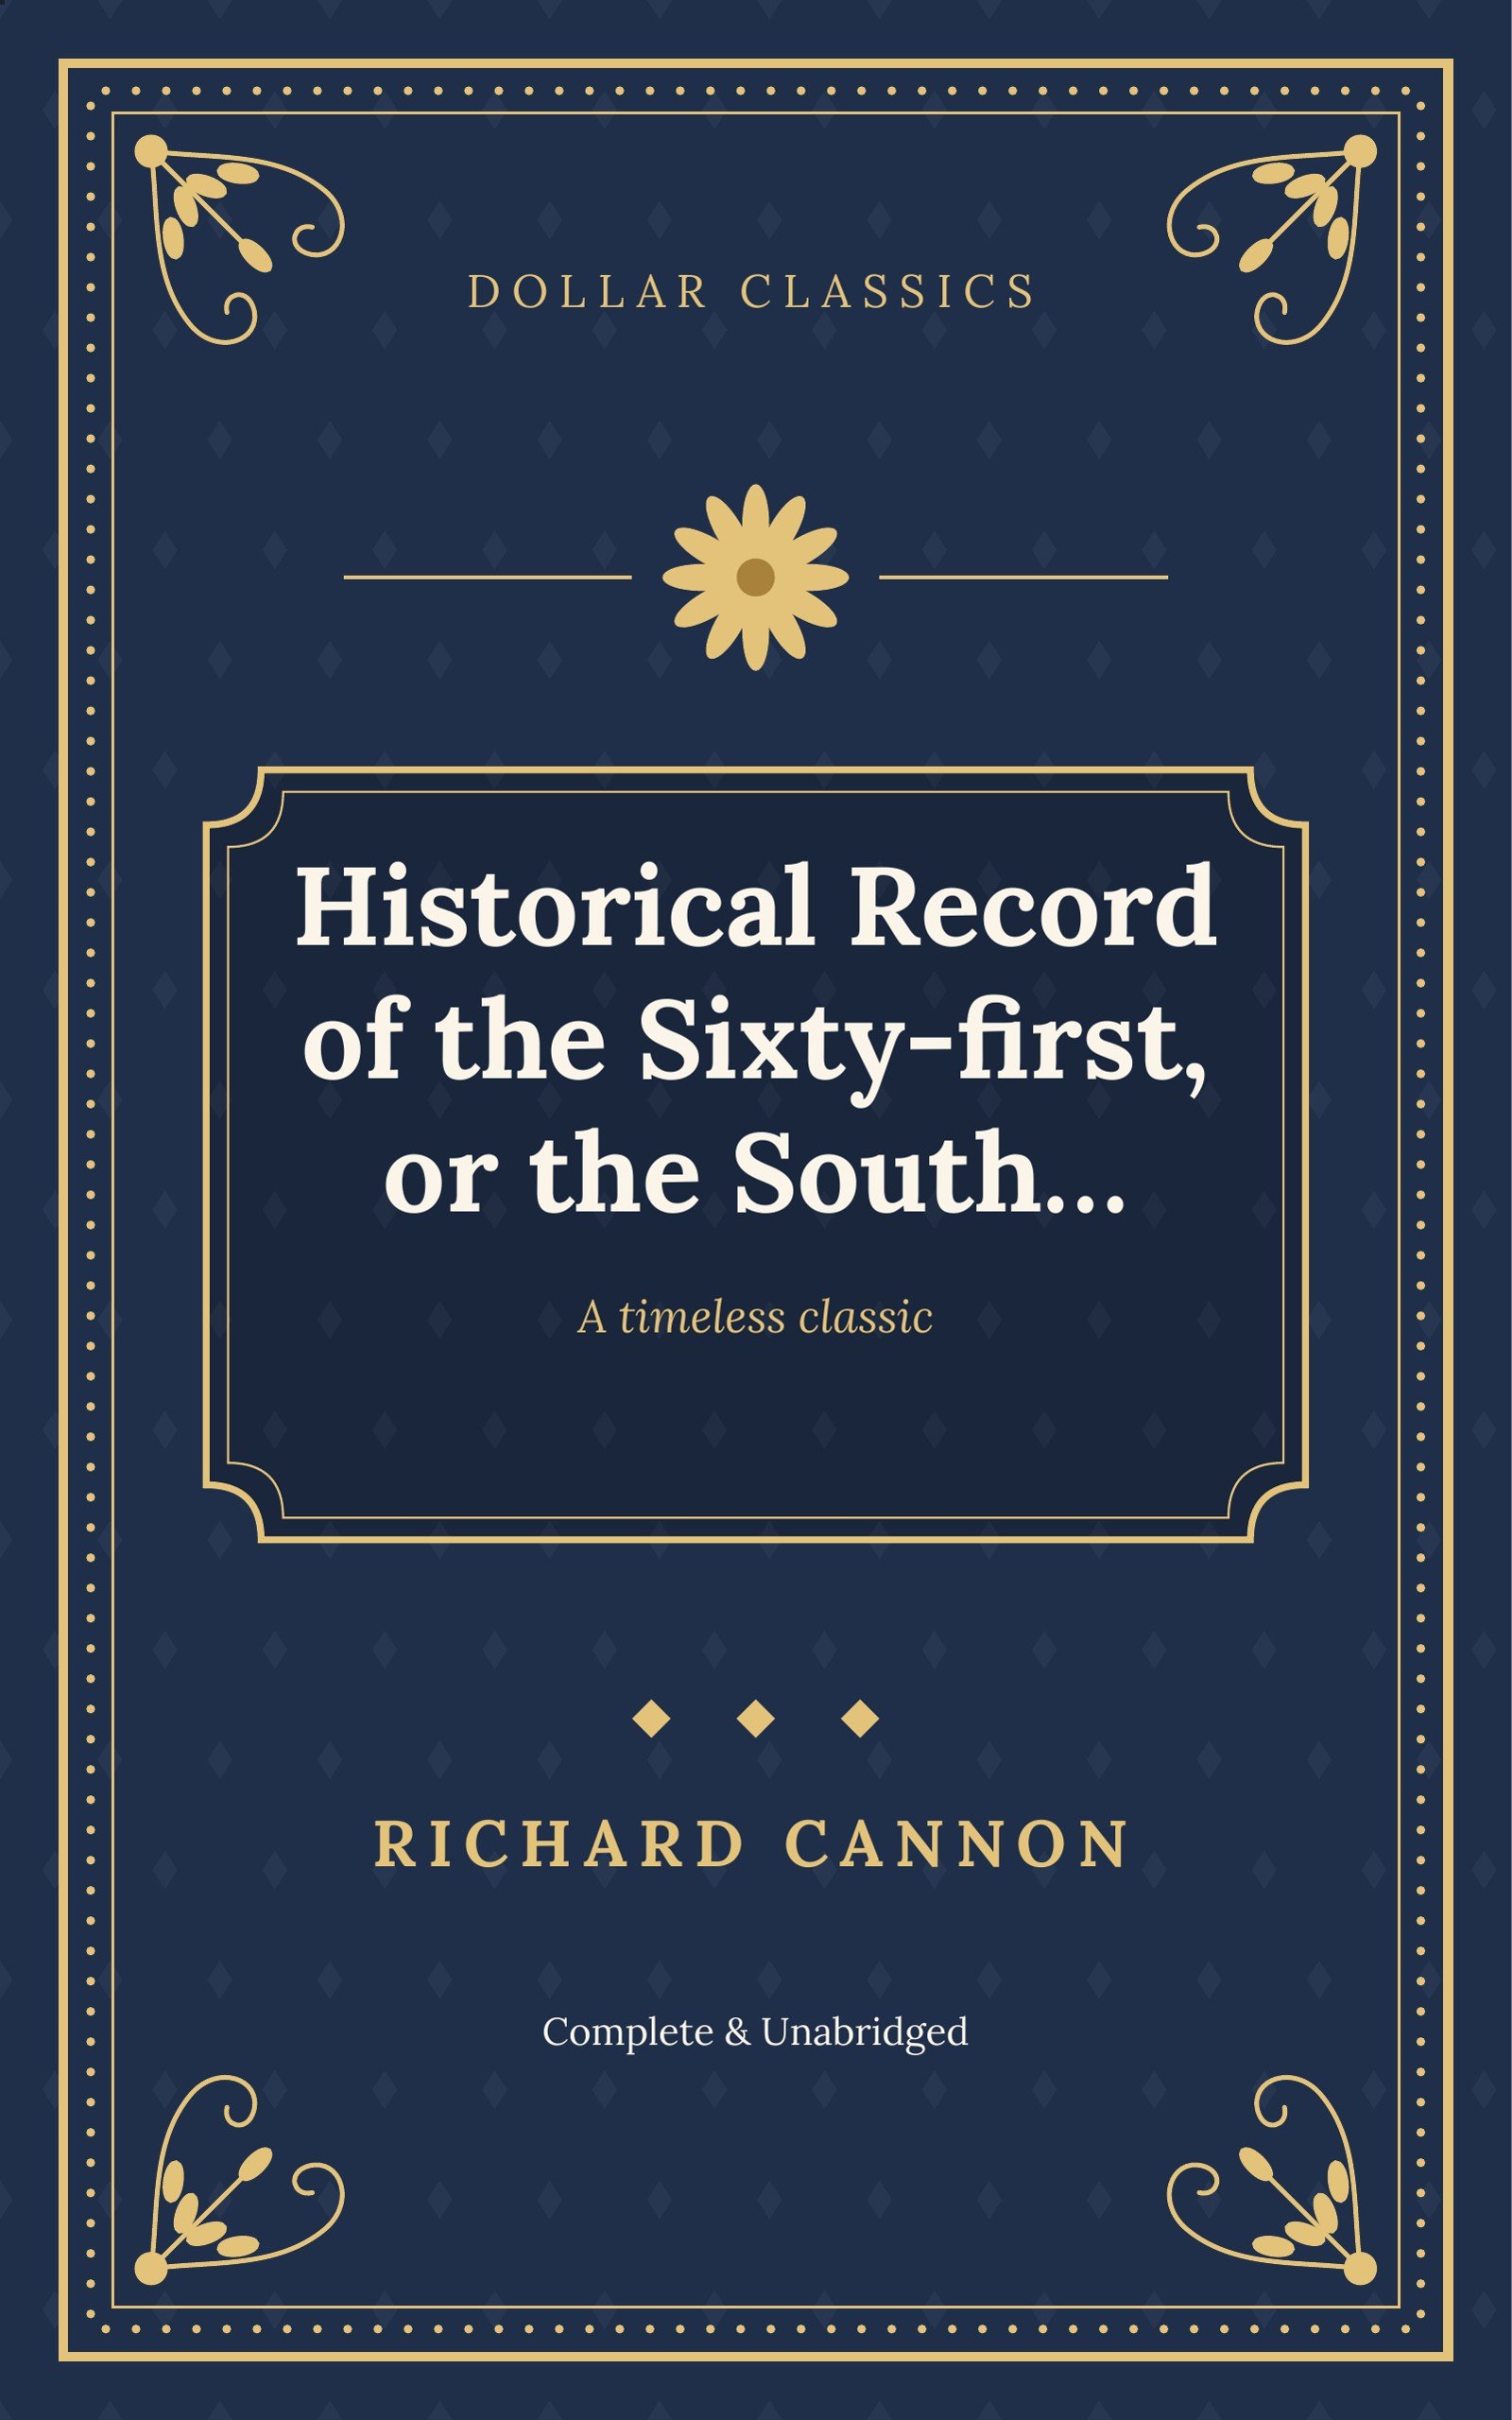 DOLLAR CLASSICS
Historical Record
of the Sixty-first,
or the South...
A timeless classic
RICHARD CANNON
Complete & Unabridged